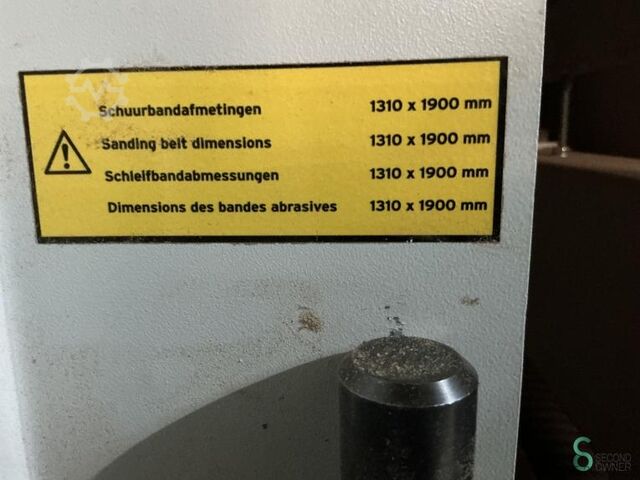 Schuurbandafmetingen 1310 x 1900 mm
Sanding belt dimensions 1310 x 1900 mm
Schleifbandabmessungen 1310 x 1900 mm
Dimensions des bandes abrasives 1310 x 1900 mm
SECOND
OWNER